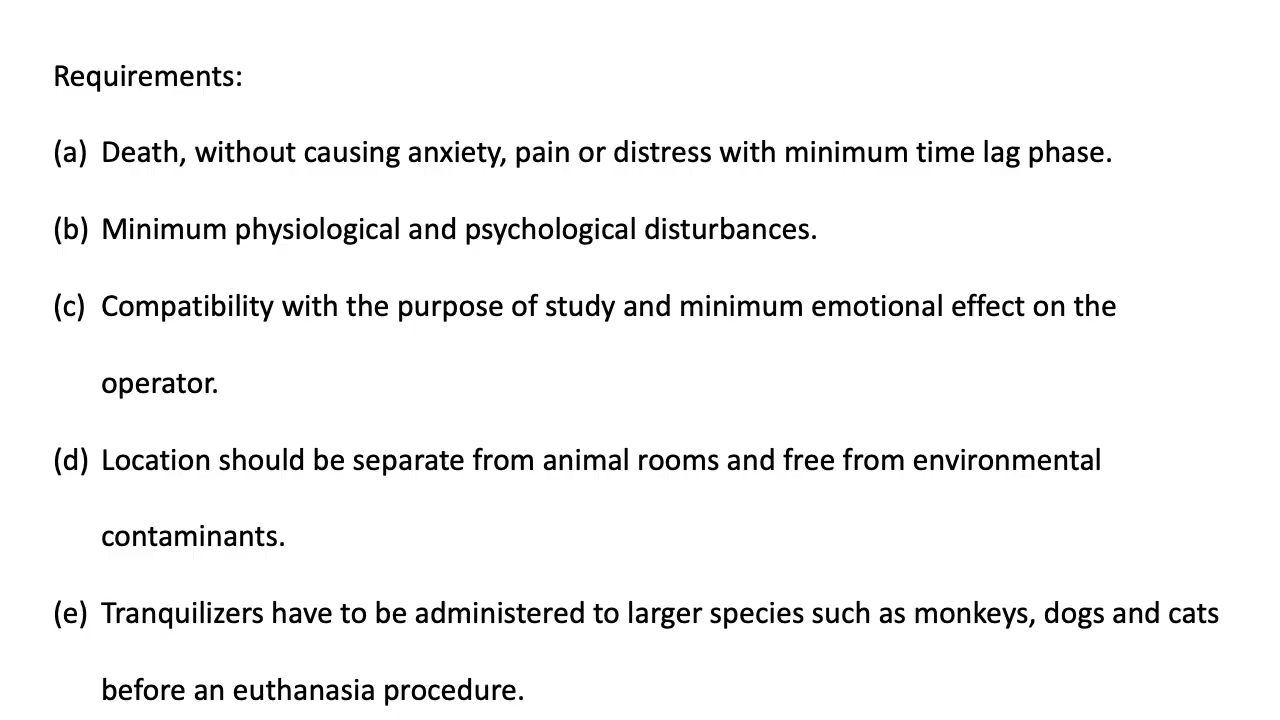 Requirements:
(a) Death, without causing anxiety, pain or distress with minimum time lag phase.
(b) Minimum physiological and psychological disturbances.
(c) Compatibility with the purpose of study and minimum emotional effect on the
operator.
(d) Location should be separate from animal rooms and free from environmental
contaminants.
(e) Tranquilizers have to be administered to larger species such as monkeys, dogs and cats
before an euthanasia procedure.